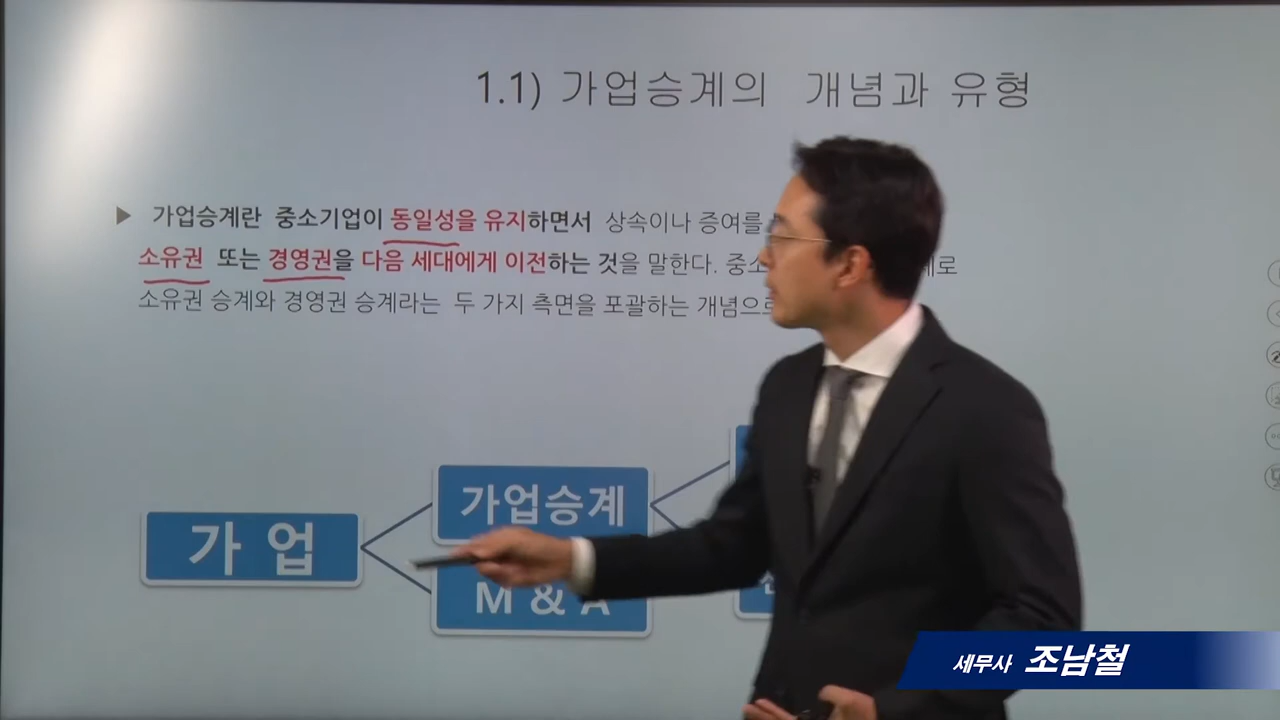 1.1) 가업승계의 개념과 유형
▶ 가업승계란 중소기업이 동일성을 유지하면서 상속이나 증여를
소유권 또는 경영권을 다음 세대에게 이전하는 것을 말한다.
소유권 승계와 경영권 승계라는 두 가지 측면을 포괄하는
가업승계
가 업
M & A
세무사 조남철